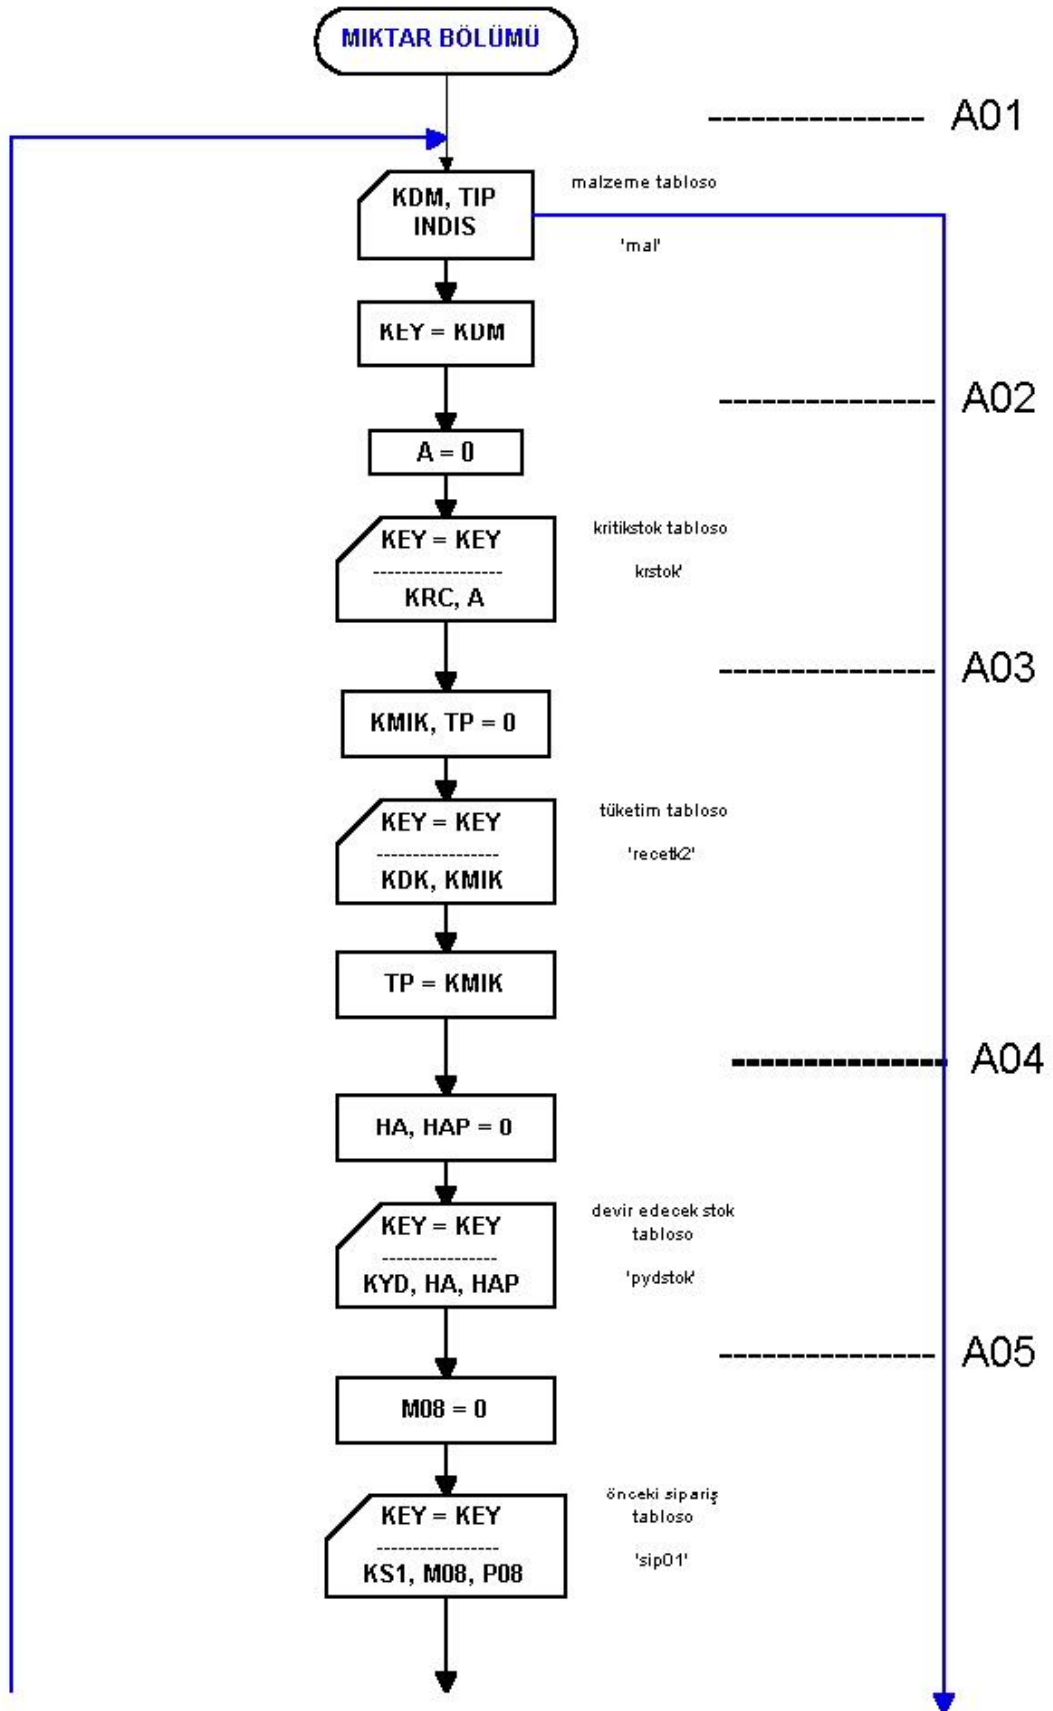 MIKTAR BÖLÜMÜ
A01
KDM, TIP
INDIS
malzeme tabloso
'mal'
KEY = KDM
A02
A = 0
KEY = KEY
KRC, A
kritikstok tabloso
krstok'
A03
KMIK, TP = 0
KEY = KEY
KDK, KMIK
tüketim tabloso
'recetk2'
TP = KMIK
A04
HA, HAP = 0
KEY = KEY
KYD, HA, HAP
devir edecek stok
tabloso
'pydstok'
A05
M08 = 0
KEY = KEY
KS1, M08, P08
önceki sipariş
tabloso
'sip01'